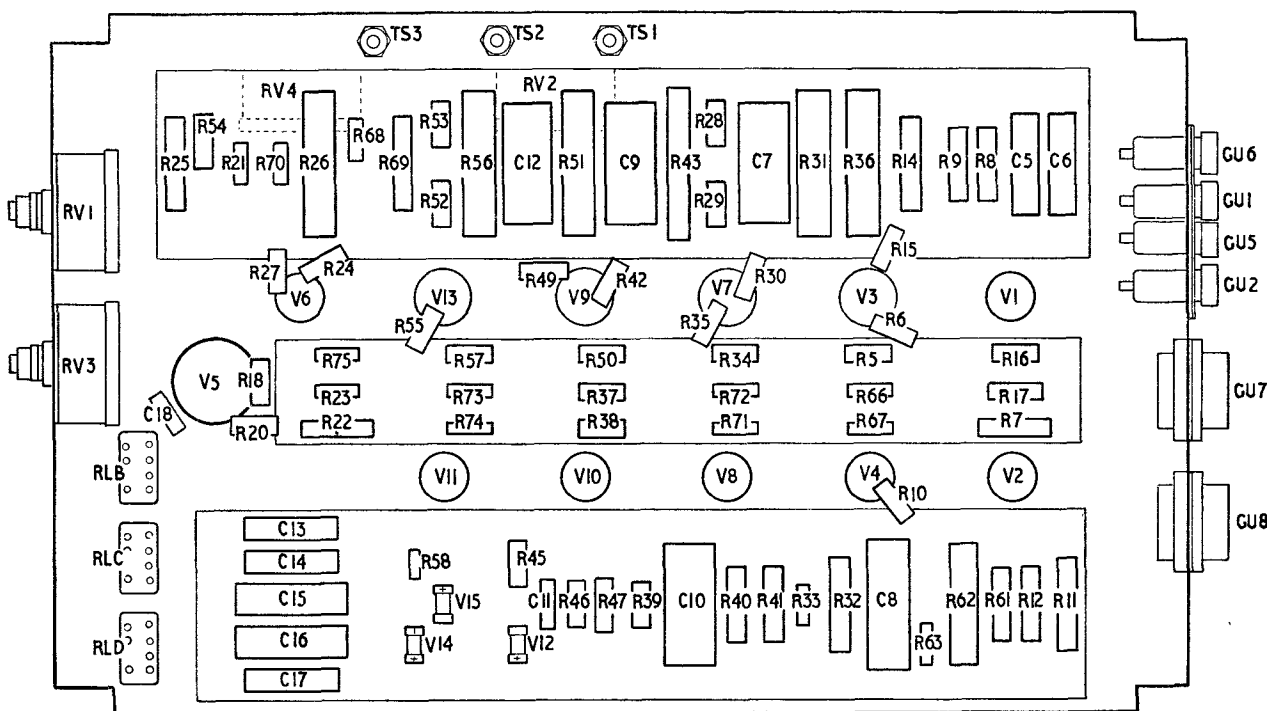 TS3 TS2 TS1
RV4 RV2
R54 R68 R53 R28
R25 R21 R70 R26 R69 R56 C12 R51 C9 R43 C7 R31 R36 R14 R9 R8 C5 C6
R52 R29
GU6
RV1
GU1
GU5
GU2
R15
R27 R24 R49 R42 R30
V6 V13 V9 V7 V3 V1
R55 R35 R6
RV3
R75 R57 R50 R34 R5 R16
V5 R18
R23 R73 R37 R72 R66 R17
C18 R20
R22 R74 R38 R71 R67 R7
GU7
RLB
V11 V10 V8 V4 V2
R10
GU8
C13
RLC
C14 R58 R45
C15 V15 C11 R46 R47 R39 C10 R40 R41 R33 R32 C8 R62 R61 R12 R11
C16 V14 V12 R63
RLD
C17